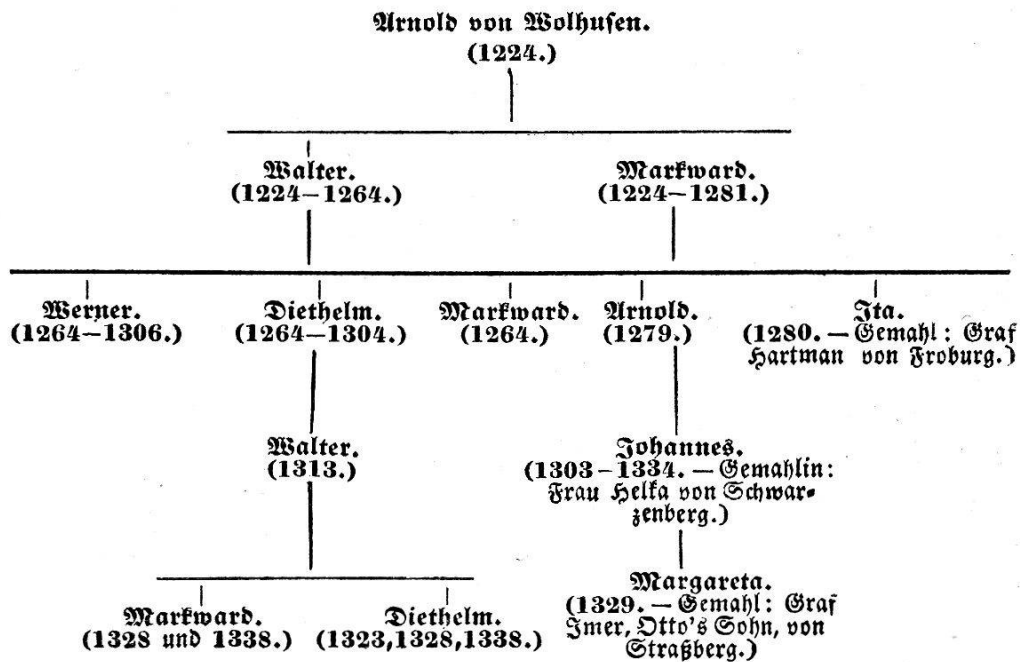 Arnold von Wolhusen.
(1224.)
Walter.
(1224–1264.)
Markward.
(1224–1281.)
Werner.
(1264–1306.)
Diethelm.
(1264–1304.)
Markward.
(1264.)
Arnold.
(1279.)
Ita.
(1280. — Gemahl: Graf
Hartman von Froburg.)
Walter.
(1313.)
Johannes.
(1303–1334. — Gemahlin:
Frau Helka von Schwar-
zenberg.)
Markward.
(1328 und 1338.)
Diethelm.
(1323,1328,1338.)
Margareta.
(1329. — Gemahl: Graf
Imer, Otto's Sohn, von
Straßberg.)